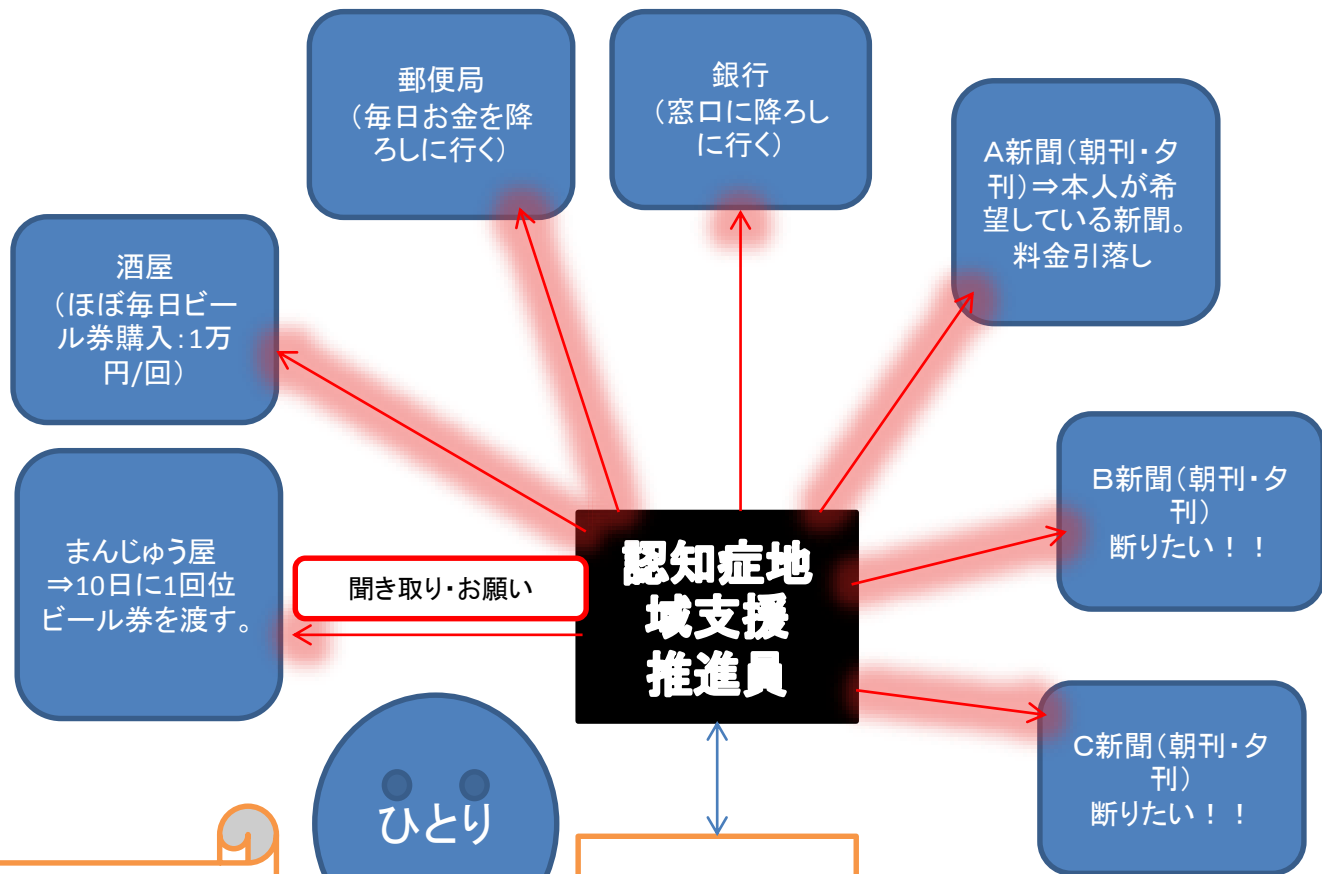 郵便局
(毎日お金を降
ろしに行く)
銀行
(窓口に降ろし
に行く)
A新聞(朝刊・夕
刊)⇒本人が希
望している新聞。
料金引落し
酒屋
(ほぼ毎日ビー
ル券購入:1万
円/回)
B新聞(朝刊・夕
刊)
断りたい!!
まんじゅう屋
⇒10日に1回位
ビール券を渡す。
聞き取り・お願い
認知症地
域支援
推進員
C新聞(朝刊・夕
刊)
断りたい!!
ひとり